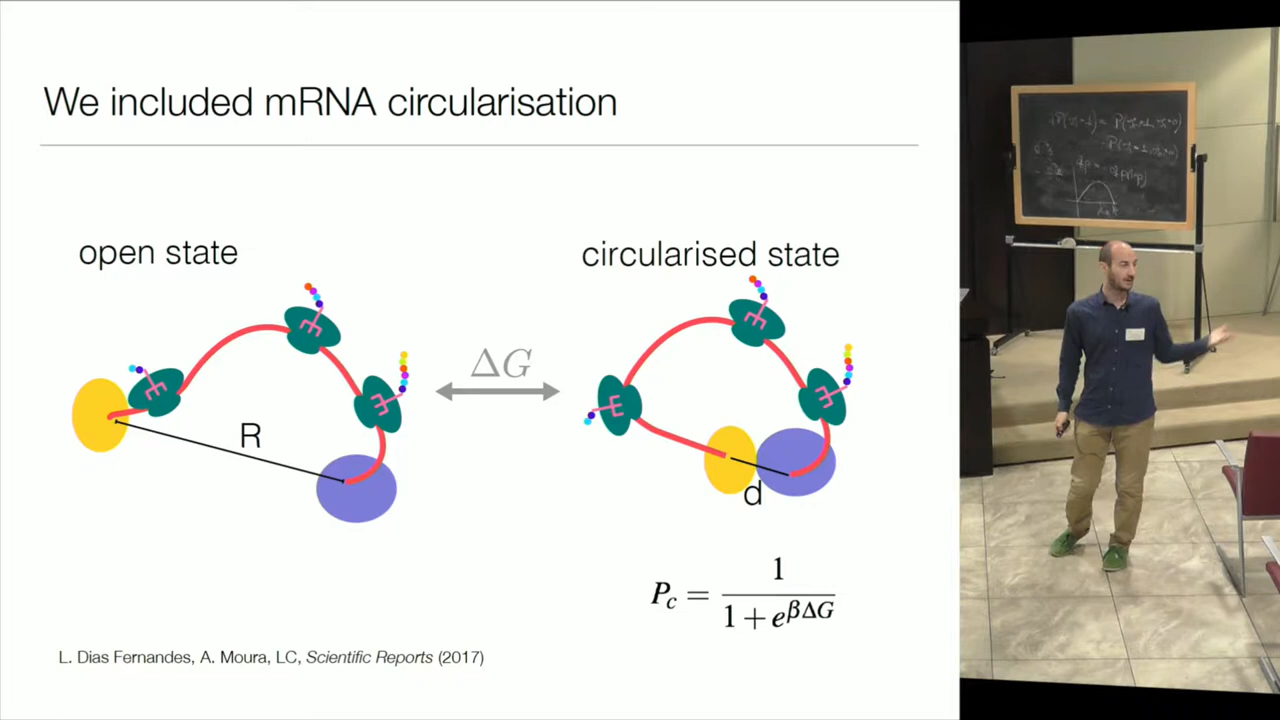 We included mRNA circularisation
open state
circularised state
ΔG
R
d
P_c = 1 / (1 + e^{βΔG})
L. Dias Fernandes, A. Moura, LC, Scientific Reports (2017)